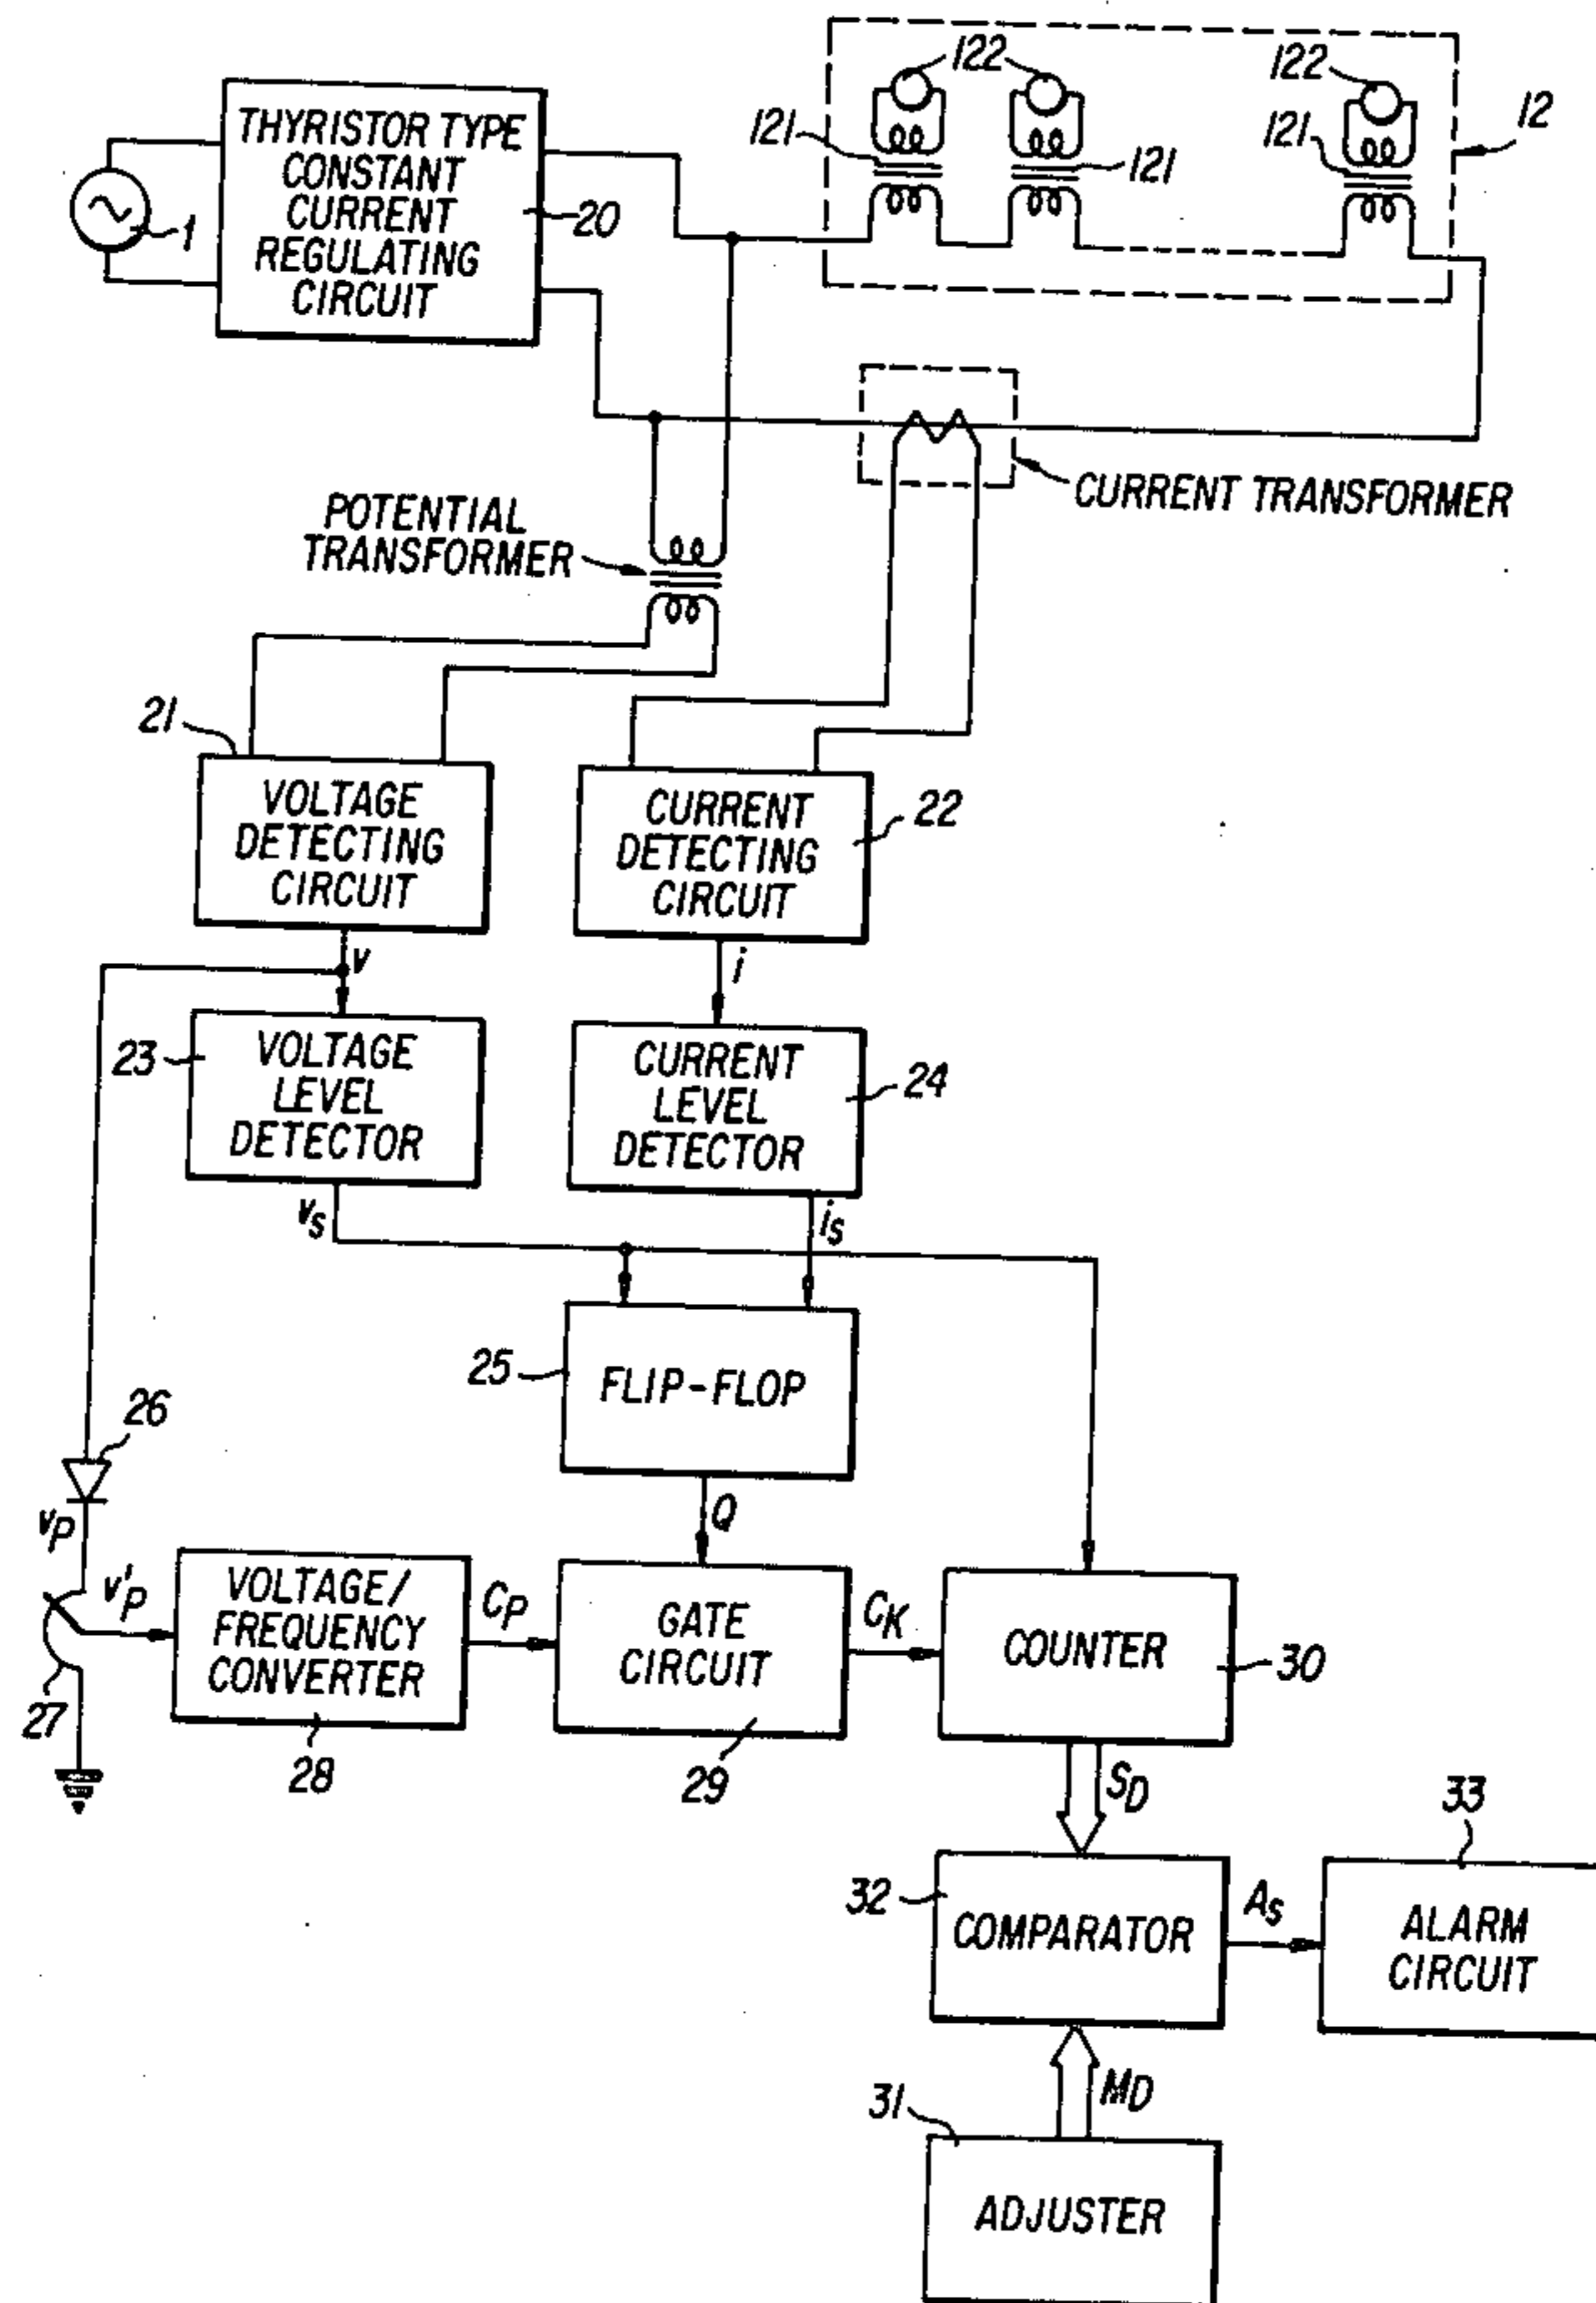 122
122
121
121
121
12
THYRISTOR TYPE
CONSTANT
CURRENT
REGULATING
CIRCUIT
20
1
CURRENT TRANSFORMER
POTENTIAL
TRANSFORMER
21
VOLTAGE
DETECTING
CIRCUIT
CURRENT
DETECTING
CIRCUIT
22
v
i
23
VOLTAGE
LEVEL
DETECTOR
CURRENT
LEVEL
DETECTOR
24
vS
iS
25
FLIP-FLOP
26
Q
vP
v'P
VOLTAGE/
FREQUENCY
CONVERTER
CP
GATE
CIRCUIT
CK
COUNTER
30
27
28
29
SD
33
32
COMPARATOR
AS
ALARM
CIRCUIT
MD
31
ADJUSTER